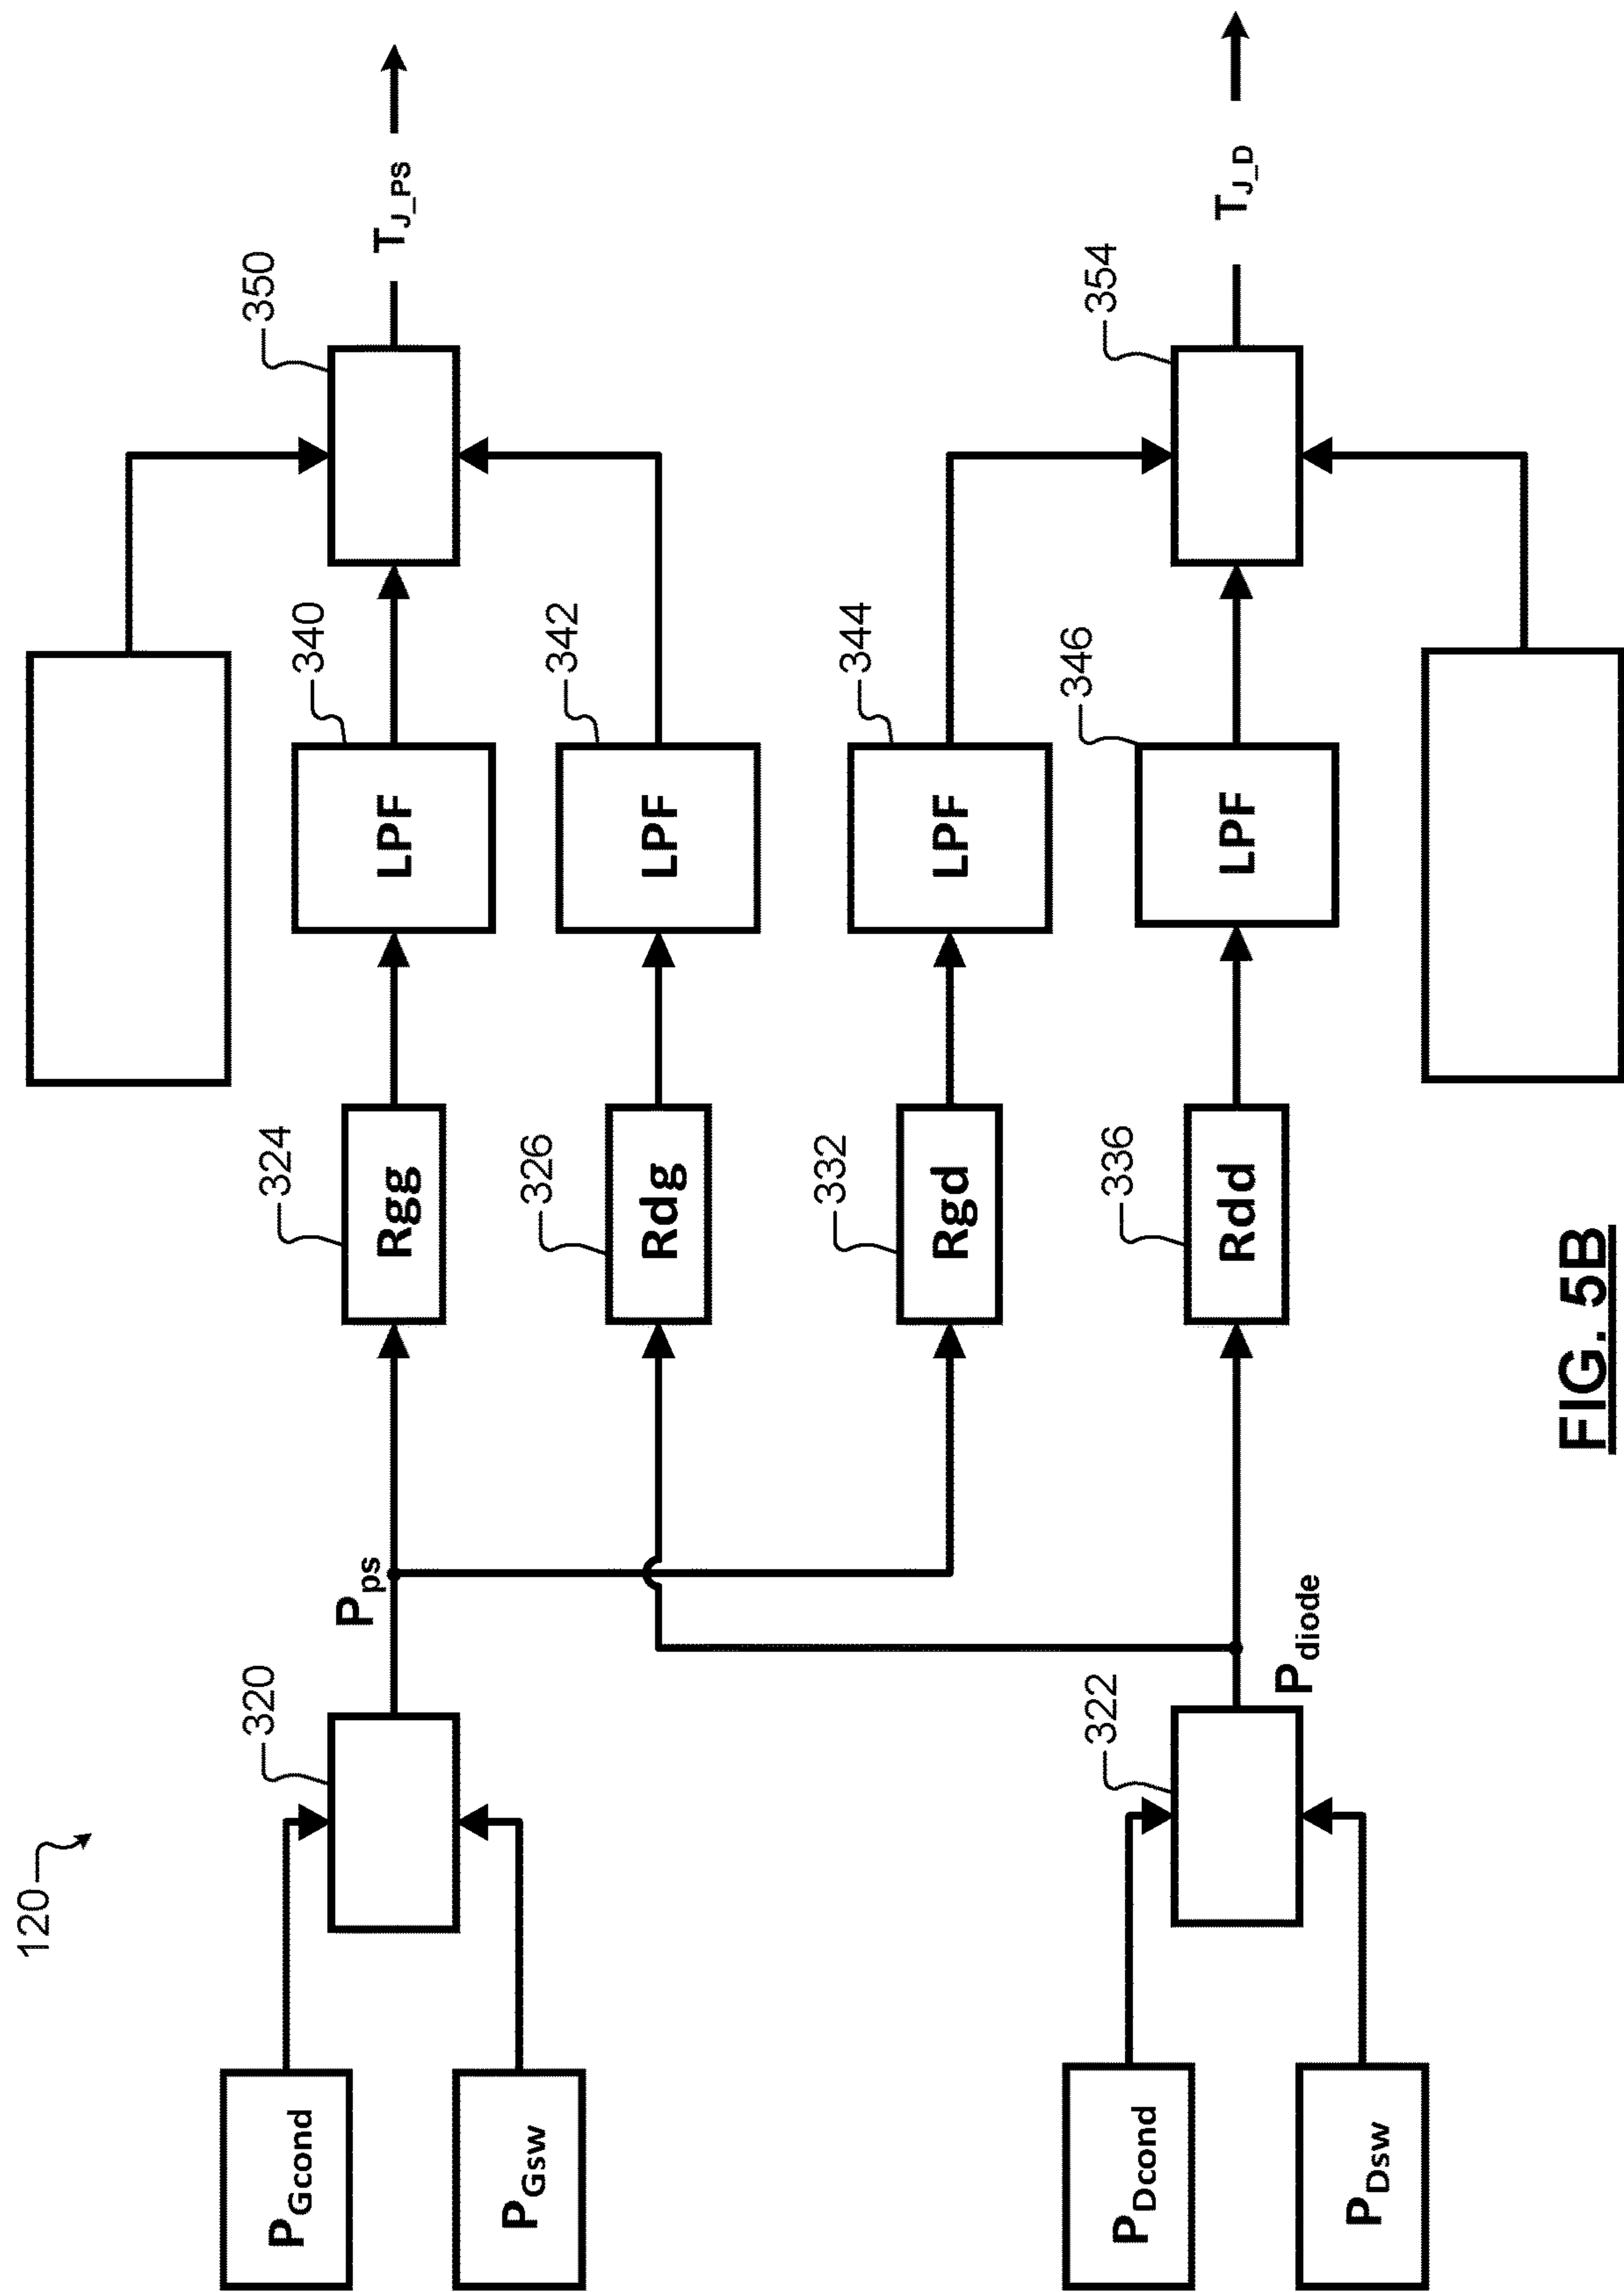 120
P_Gcond
P_Gsw
320
P_ps
324
Rgg
340
LPF
350
T_J_PS
326
Rdg
342
LPF
332
Rgd
344
LPF
P_Dcond
P_Dsw
322
P_diode
336
Rdd
346
LPF
354
T_J_D
FIG. 5B